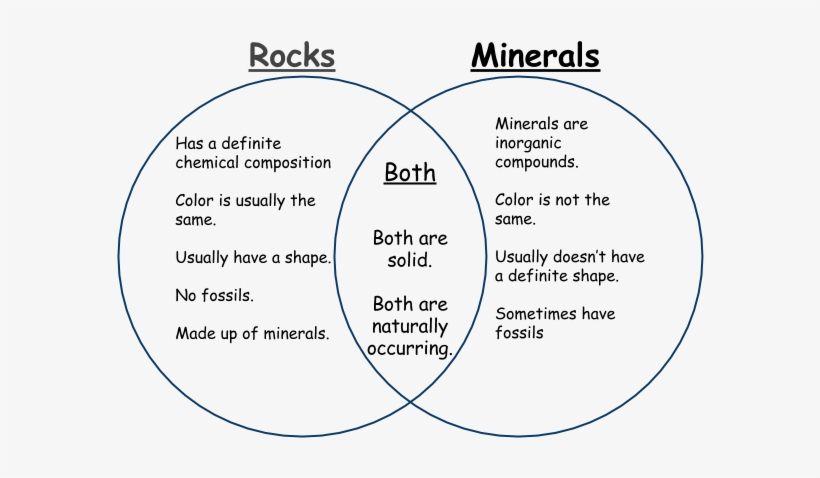 Rocks
Minerals
Has a definite
chemical composition
Color is usually the
same.
Usually have a shape.
No fossils.
Made up of minerals.
Both
Both are
solid.
Both are
naturally
occurring.
Minerals are
inorganic
compounds.
Color is not the
same.
Usually doesn't have
a definite shape.
Sometimes have
fossils